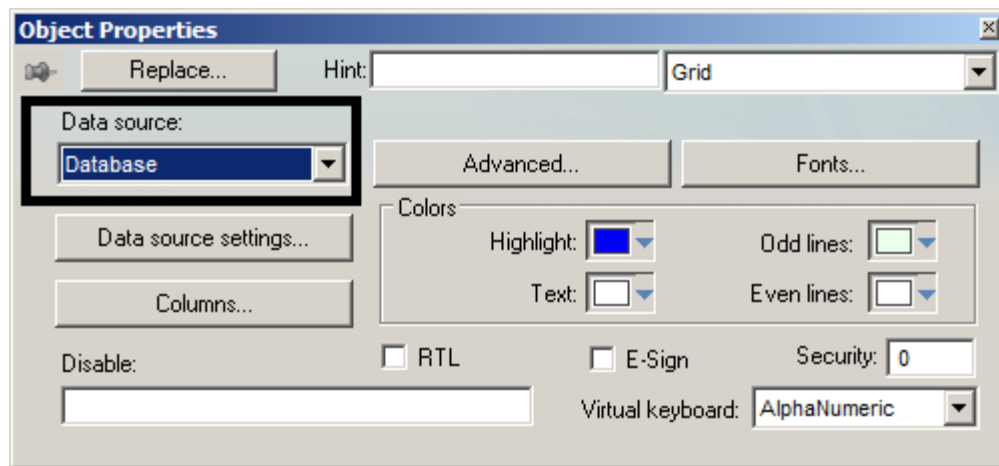 Object Properties
Replace... Hint: Grid
Data source:
Database Advanced... Fonts...
Colors
Data source settings... Highlight: Odd lines:
Columns... Text: Even lines:
Disable: RTL E-Sign Security: 0
Virtual keyboard: AlphaNumeric